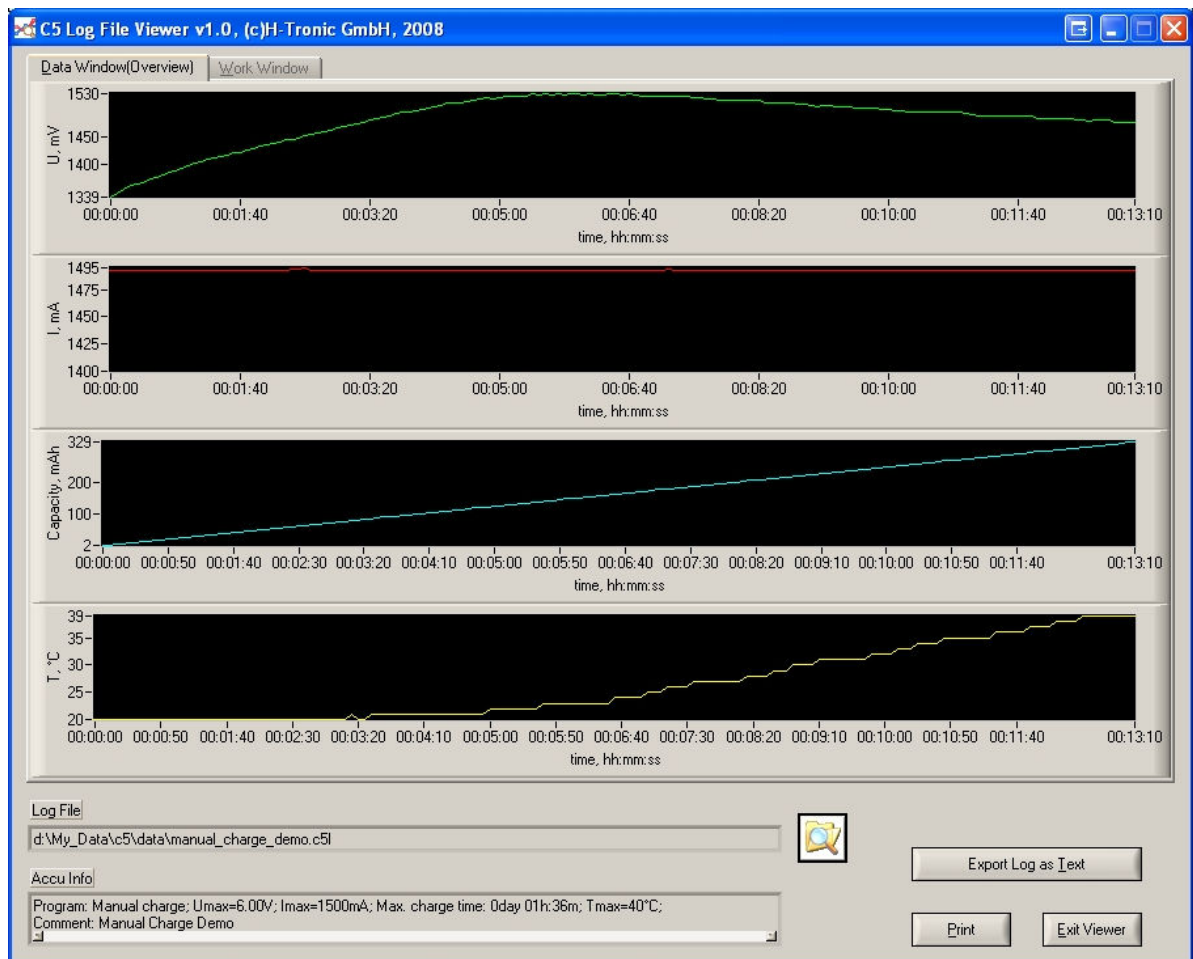 C5 Log File Viewer v1.0, (c)H-Tronic GmbH, 2008
Data Window(Overview) Work Window
U, mV
1530
1450
1400
1339
00:00:00 00:01:40 00:03:20 00:05:00 00:06:40 00:08:20 00:10:00 00:11:40 00:13:10
time, hh:mm:ss
I, mA
1495
1475
1450
1425
1400
00:00:00 00:01:40 00:03:20 00:05:00 00:06:40 00:08:20 00:10:00 00:11:40 00:13:10
time, hh:mm:ss
Capacity, mAh
329
200
100
2
00:00:00 00:00:50 00:01:40 00:02:30 00:03:20 00:04:10 00:05:00 00:05:50 00:06:40 00:07:30 00:08:20 00:09:10 00:10:00 00:10:50 00:11:40 00:13:10
time, hh:mm:ss
T, °C
39
35
30
25
20
00:00:00 00:00:50 00:01:40 00:02:30 00:03:20 00:04:10 00:05:00 00:05:50 00:06:40 00:07:30 00:08:20 00:09:10 00:10:00 00:10:50 00:11:40 00:13:10
time, hh:mm:ss
Log File
d:\My_Data\c5\data\manual_charge_demo.c5l
Export Log as Text
Accu Info
Program: Manual charge; Umax=6.00V; Imax=1500mA; Max. charge time: 0day 01h:36m; Tmax=40°C;
Comment: Manual Charge Demo
Print Exit Viewer